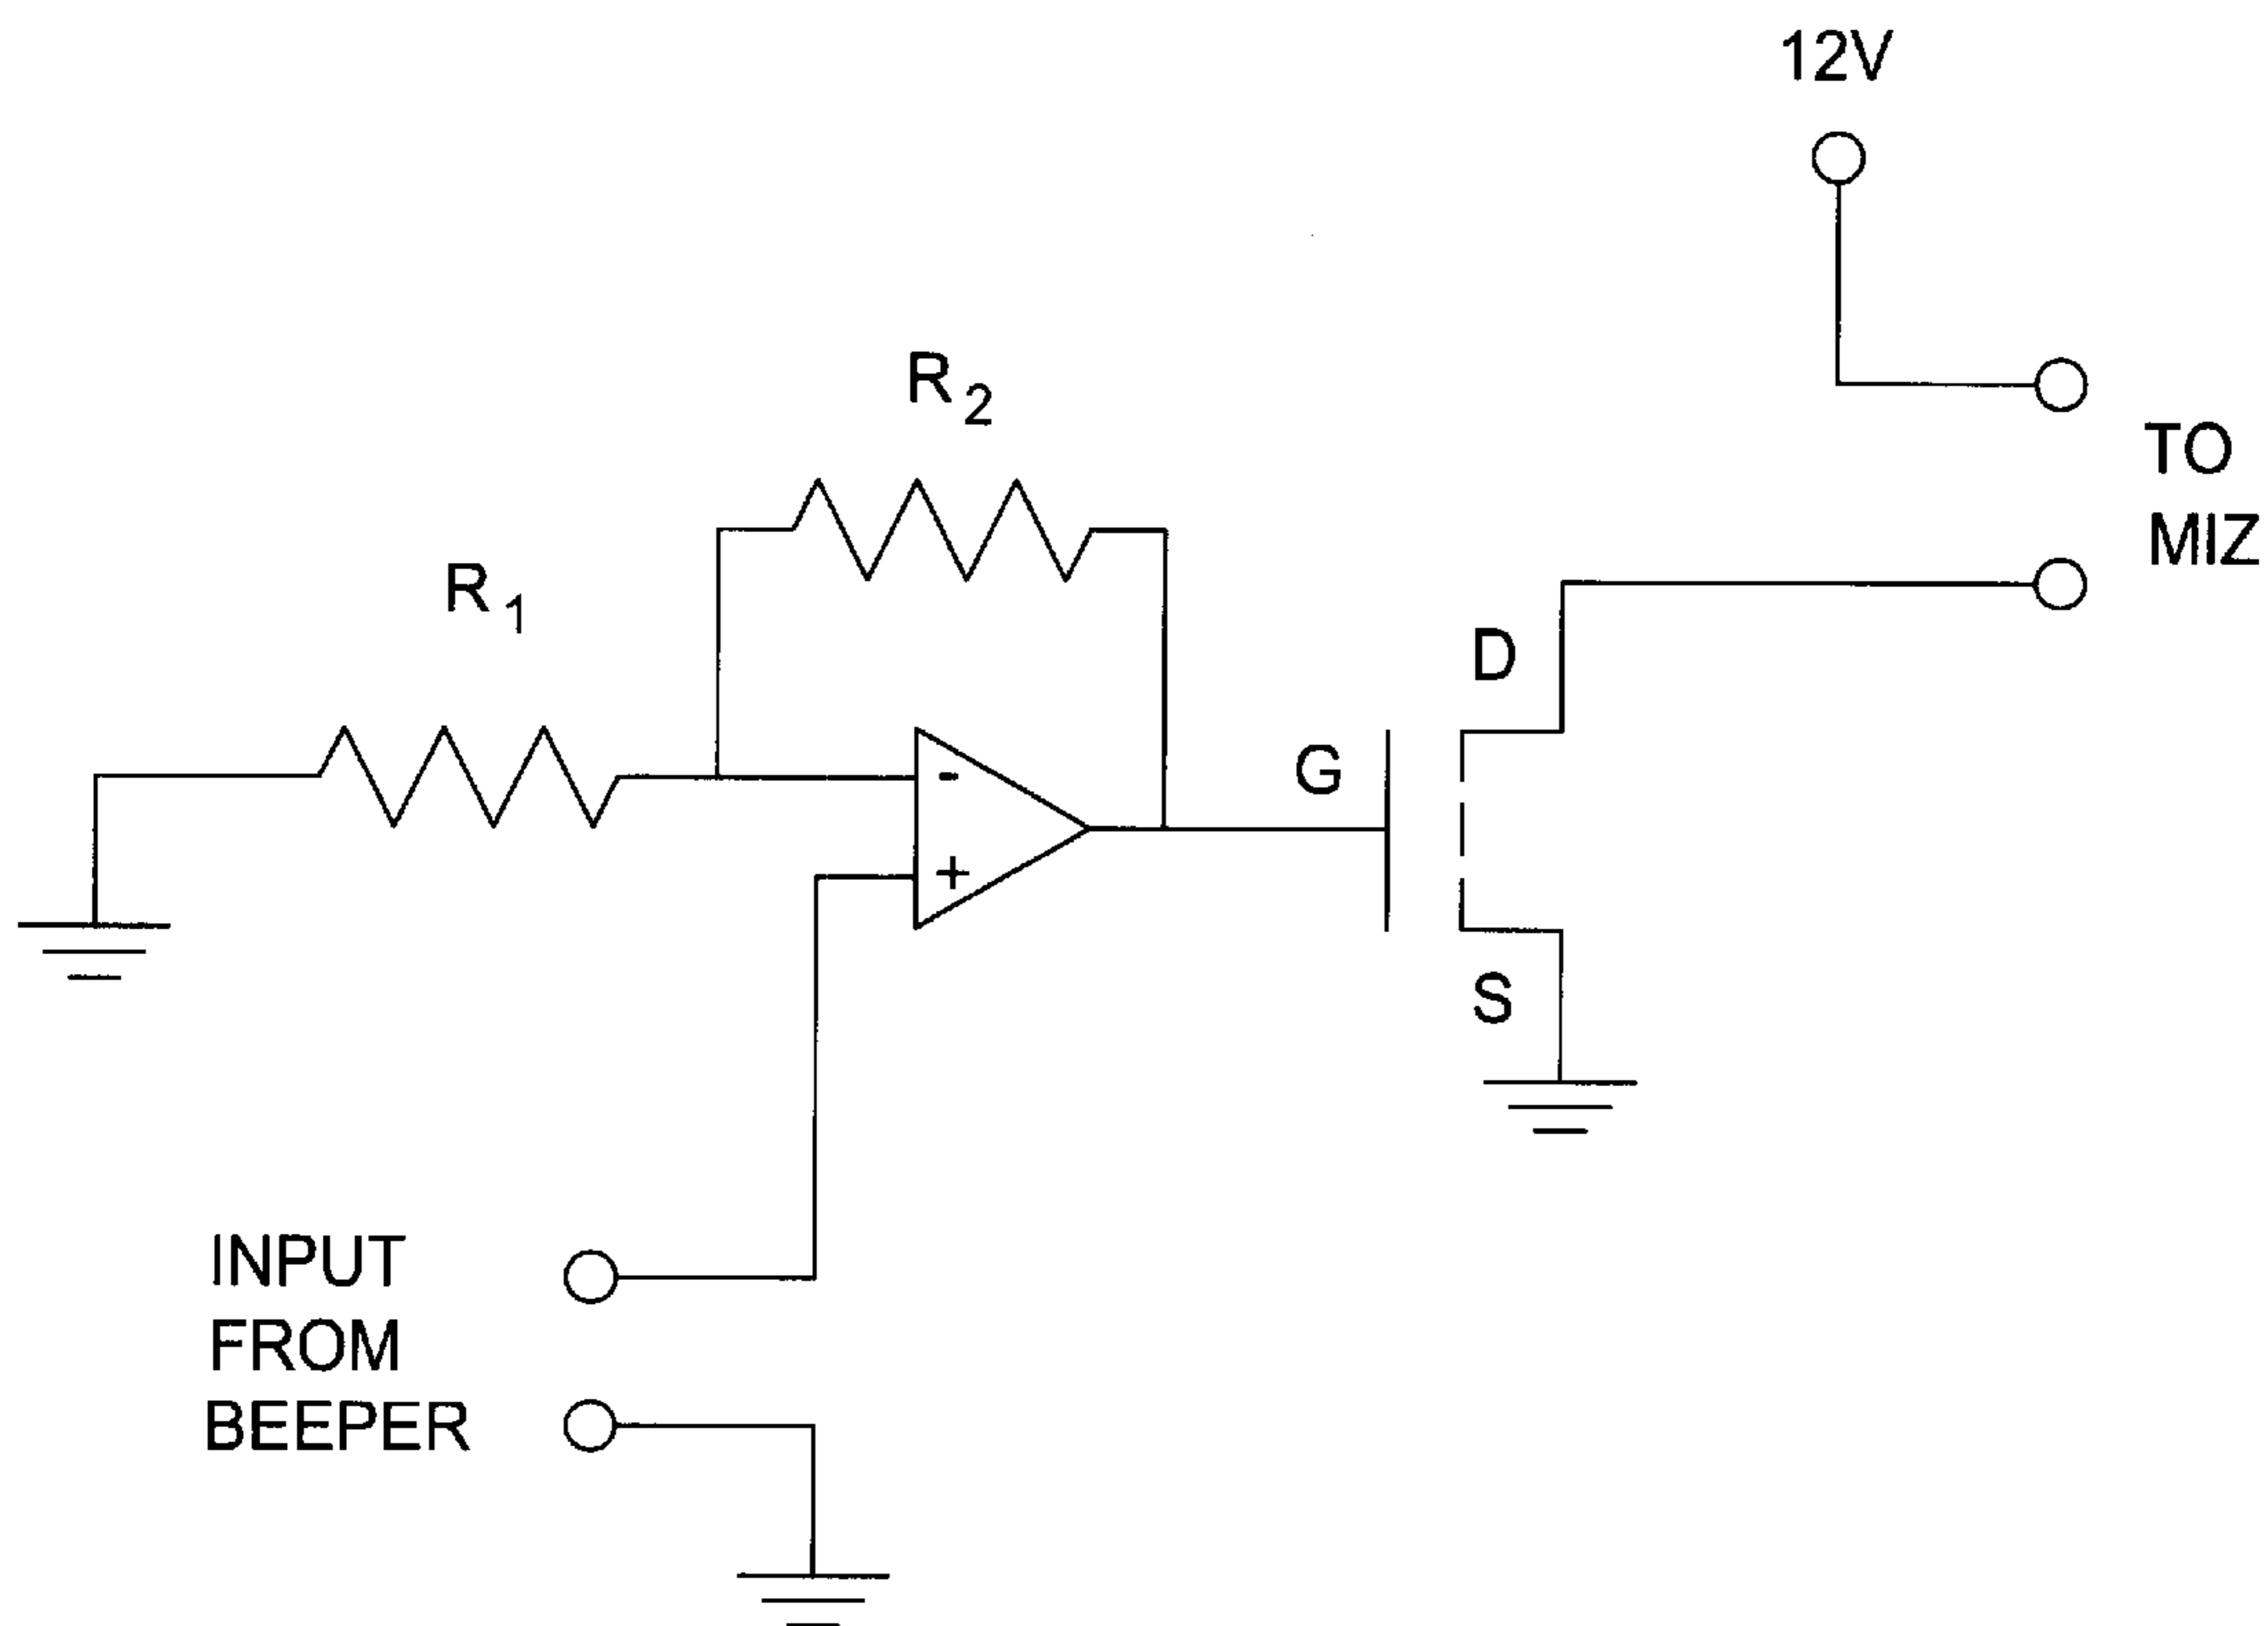 12V
R2
TO
MIZ
R1
D
G
-
+
S
INPUT
FROM
BEEPER